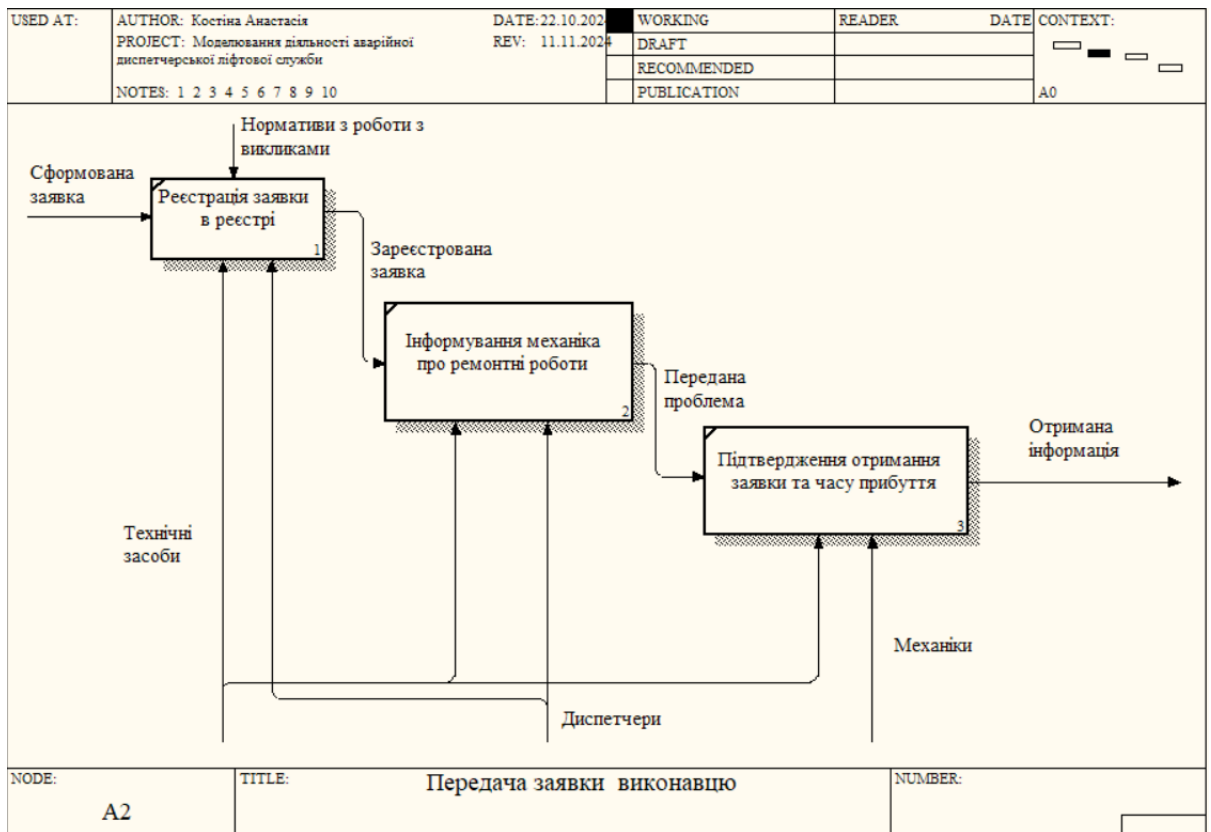 USED AT:
AUTHOR: Костіна Анастасія
DATE: 22.10.202
PROJECT: Моделювання діяльності аварійної
диспетчерської ліфтової служби
REV: 11.11.2024
NOTES: 1 2 3 4 5 6 7 8 9 10
WORKING
DRAFT
RECOMMENDED
PUBLICATION
READER
DATE
CONTEXT:
A0
Нормативи з роботи з
викликами
Сформована
заявка
Реєстрація заявки
в реєстрі
1
Зареєстрована
заявка
Інформування механіка
про ремонтні роботи
2
Передана
проблема
Підтвердження отримання
заявки та часу прибуття
3
Отримана
інформація
Технічні
засоби
Механіки
Диспетчери
NODE:
A2
TITLE:
Передача заявки виконавцю
NUMBER: